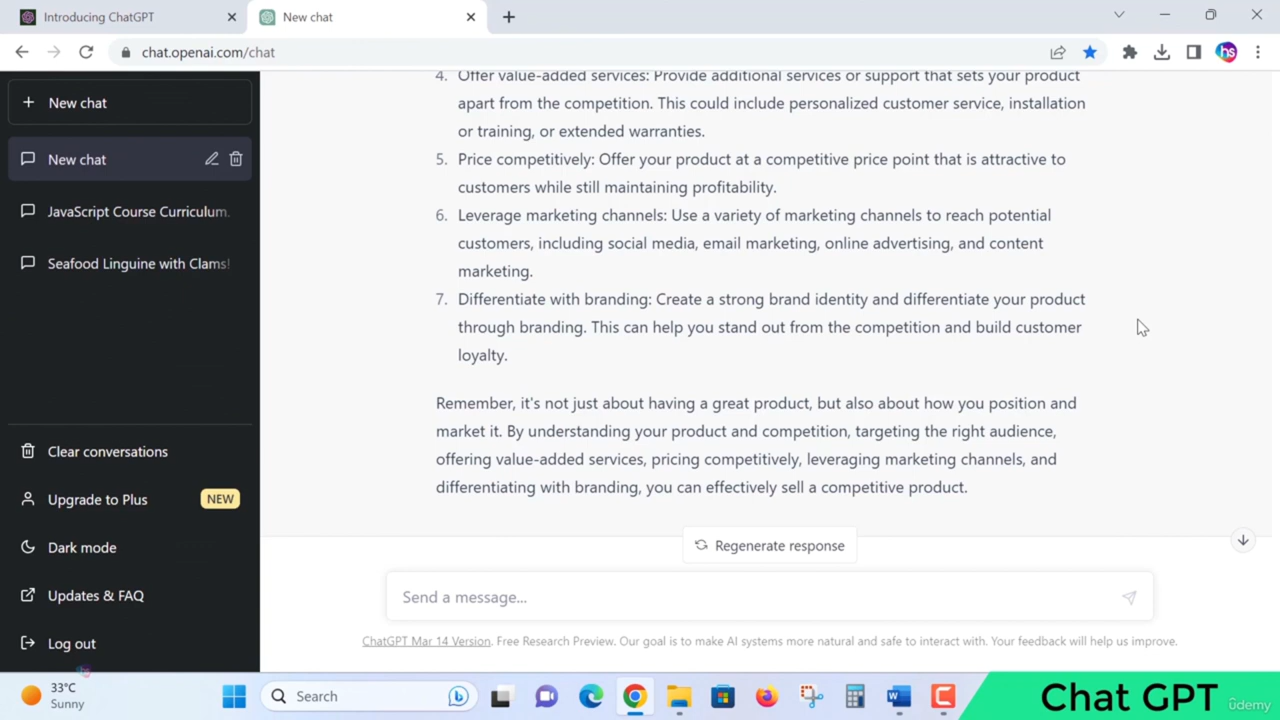 Introducing ChatGPT
New chat
chat.openai.com/chat
hs
New chat
New chat
JavaScript Course Curriculum.
Seafood Linguine with Clams!
Clear conversations
Upgrade to Plus NEW
Dark mode
Updates & FAQ
Log out
4. Offer value-added services: Provide additional services or support that sets your product
apart from the competition. This could include personalized customer service, installation
or training, or extended warranties.
5. Price competitively: Offer your product at a competitive price point that is attractive to
customers while still maintaining profitability.
6. Leverage marketing channels: Use a variety of marketing channels to reach potential
customers, including social media, email marketing, online advertising, and content
marketing.
7. Differentiate with branding: Create a strong brand identity and differentiate your product
through branding. This can help you stand out from the competition and build customer
loyalty.
Remember, it's not just about having a great product, but also about how you position and
market it. By understanding your product and competition, targeting the right audience,
offering value-added services, pricing competitively, leveraging marketing channels, and
differentiating with branding, you can effectively sell a competitive product.
Regenerate response
Send a message...
ChatGPT Mar 14 Version. Free Research Preview. Our goal is to make AI systems more natural and safe to interact with. Your feedback will help us improve.
33°C
Sunny
Search
Chat GPT
ûdemy